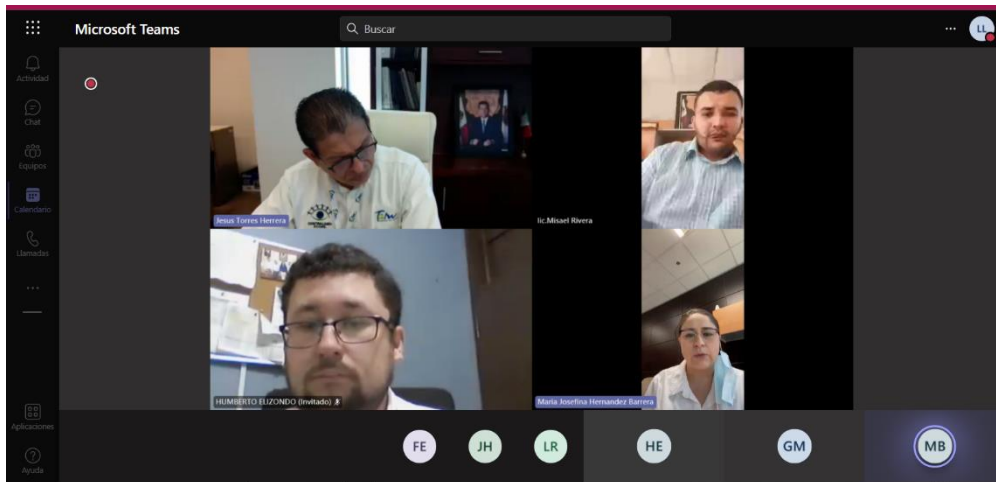 Microsoft Teams
Buscar
LL
Actividad
Chat
Equipos
Calendario
Llamadas
Aplicaciones
Ayuda
Jesus Torres Herrera
lic.Misael Rivera
HUMBERTO ELIZONDO (Invitado)
Maria Josefina Hernandez Barrera
FE
JH
LR
HE
GM
MB